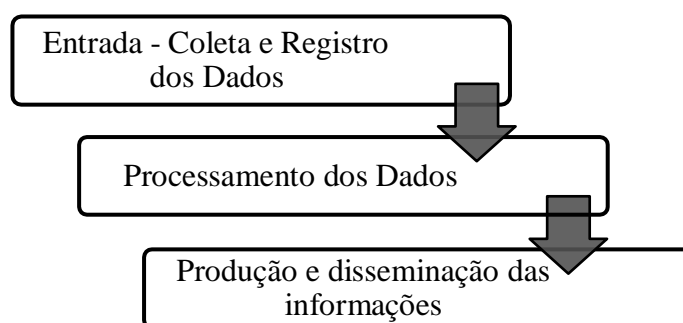 Entrada - Coleta e Registro
dos Dados
Processamento dos Dados
Produção e disseminação das
informações